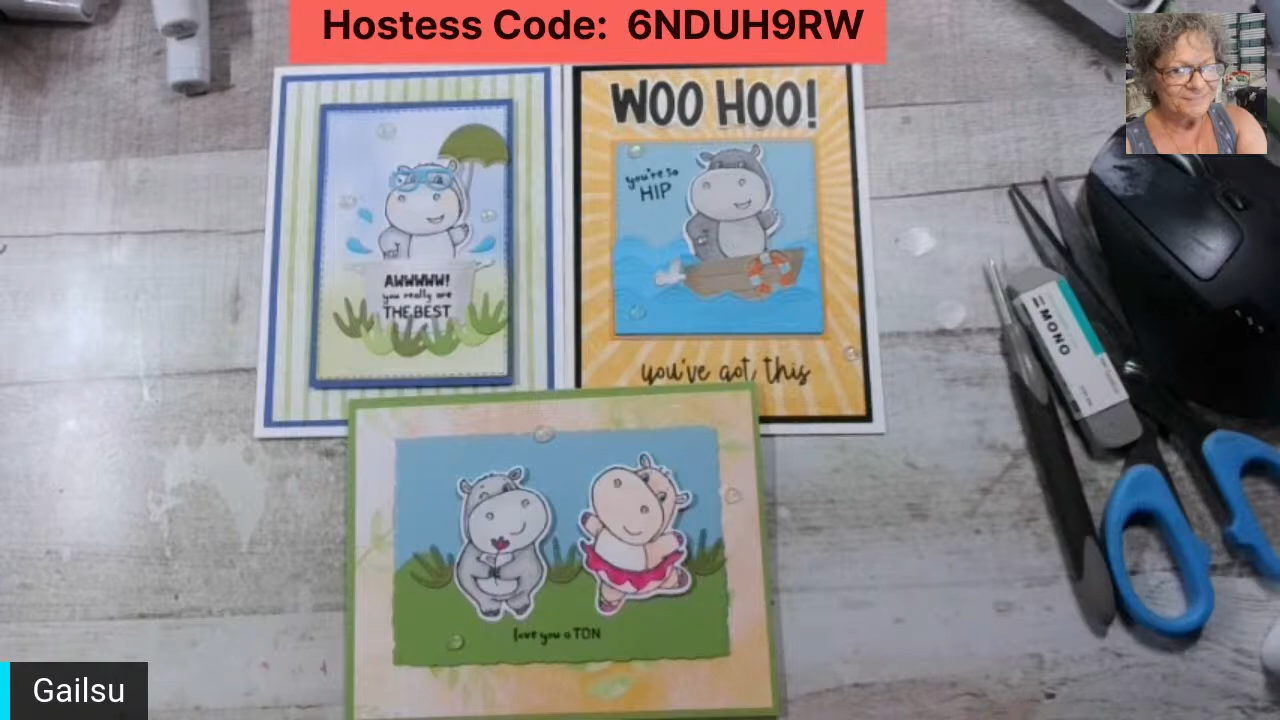 Hostess Code: 6NDUH9RW
WOO HOO!
you're so
HIP
AWWWWW!
you really are
THE BEST
you've got this
MONO
love you a TON
Gailsu